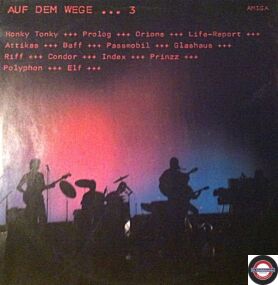 AUF DEM WEGE ... 3
AMIGA
Honky Tonky +++ Prolog +++ Orions +++ Life-Report +++
Attikas +++ Baff +++ Passmobil +++ Glashaus +++
Riff +++ Condor +++ Index +++ Prinzz +++
Polyphon +++ Elf +++